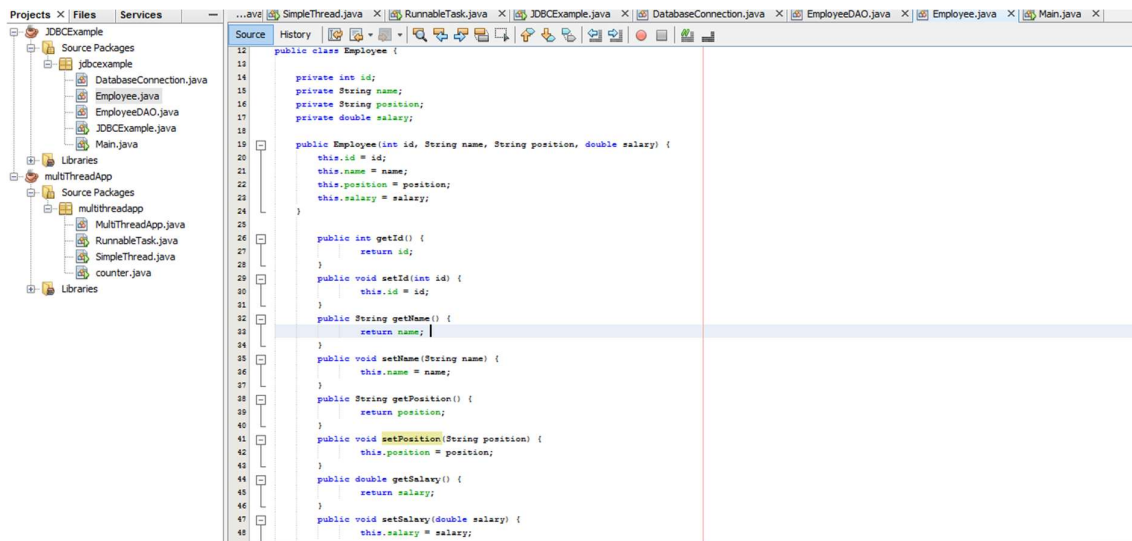 Projects × Files Services —
JDBCExample
Source Packages
jdbcexample
DatabaseConnection.java
Employee.java
EmployeeDAO.java
JDBCExample.java
Main.java
Libraries
multiThreadApp
Source Packages
multithreadapp
MultiThreadApp.java
RunnableTask.java
SimpleThread.java
counter.java
Libraries
...ava SimpleThread.java × RunnableTask.java × JDBCExample.java × DatabaseConnection.java × EmployeeDAO.java × Employee.java × Main.java ×
Source History
12 public class Employee {
13
14 private int id;
15 private String name;
16 private String position;
17 private double salary;
18
19 public Employee(int id, String name, String position, double salary) {
20 this.id = id;
21 this.name = name;
22 this.position = position;
23 this.salary = salary;
24 }
25
26 public int getId() {
27 return id;
28 }
29 public void setId(int id) {
30 this.id = id;
31 }
32 public String getName() {
33 return name;
34 }
35 public void setName(String name) {
36 this.name = name;
37 }
38 public String getPosition() {
39 return position;
40 }
41 public void setPosition(String position) {
42 this.position = position;
43 }
44 public double getSalary() {
45 return salary;
46 }
47 public void setSalary(double salary) {
48 this.salary = salary;